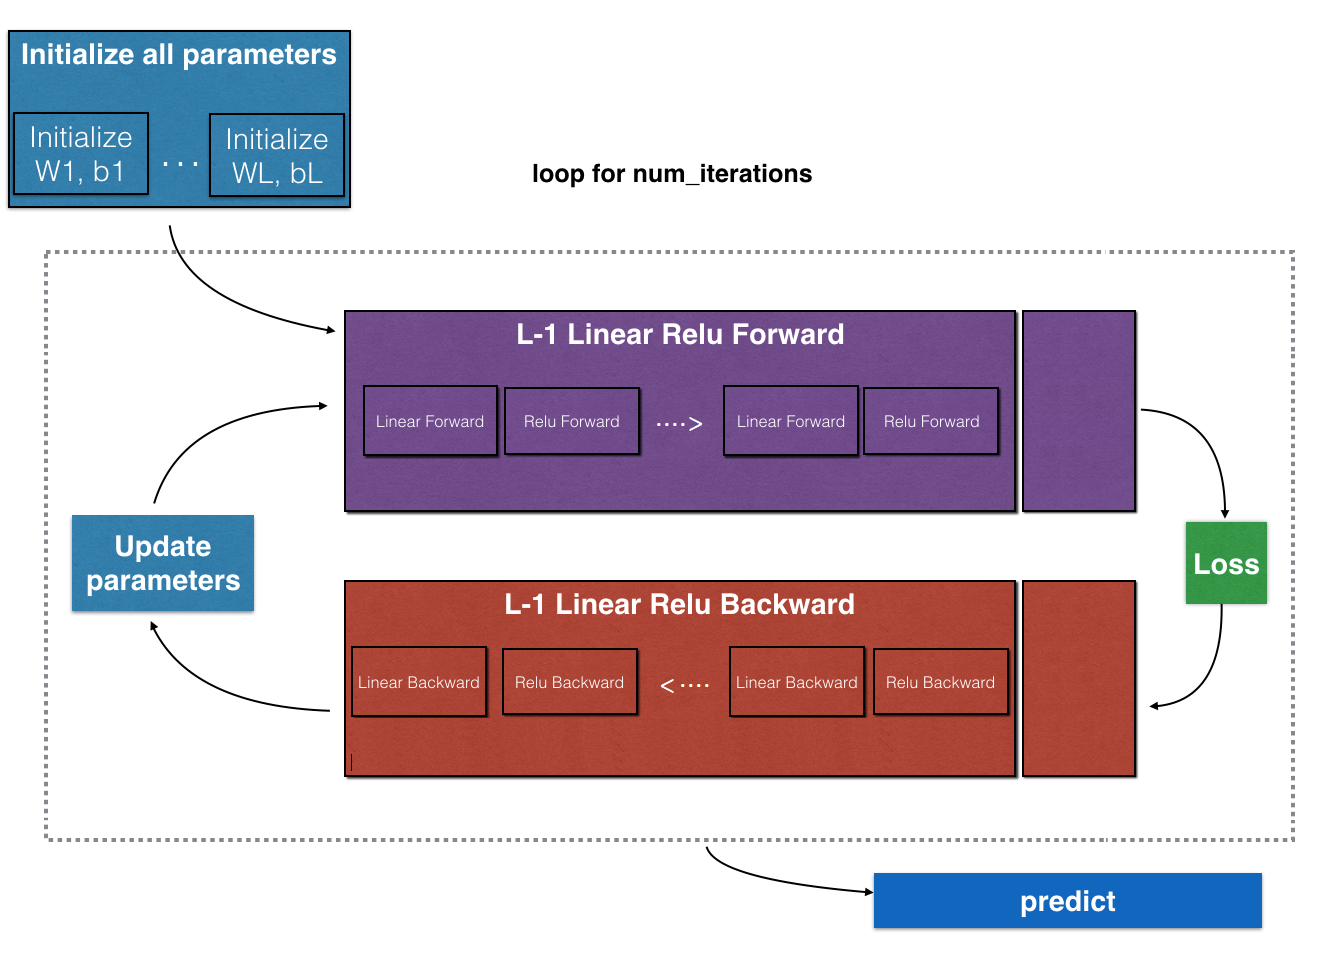 Initialize all parameters
Initialize
W1, b1
. . .
Initialize
WL, bL
loop for num_iterations
L-1 Linear Relu Forward
Linear Forward
Relu Forward
....>
Linear Forward
Relu Forward
Update
parameters
Loss
L-1 Linear Relu Backward
Linear Backward
Relu Backward
<....
Linear Backward
Relu Backward
predict